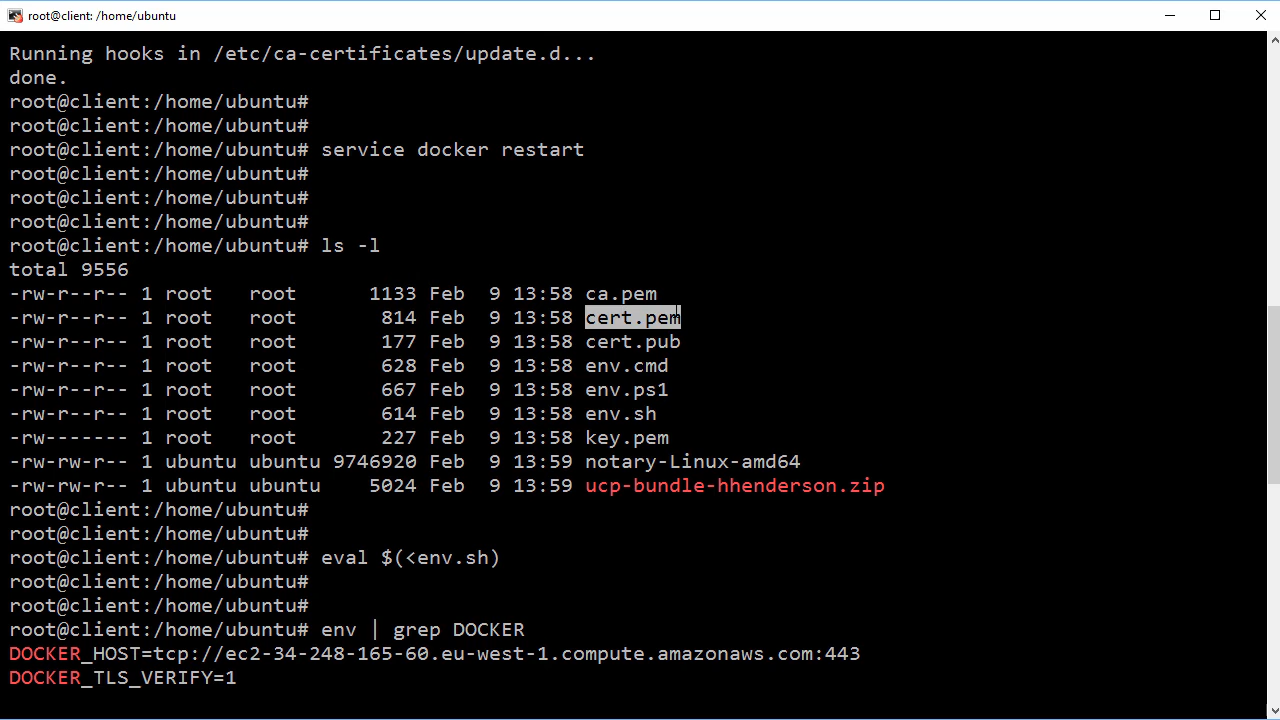 root@client: /home/ubuntu
Running hooks in /etc/ca-certificates/update.d...
done.
root@client:/home/ubuntu#
root@client:/home/ubuntu#
root@client:/home/ubuntu# service docker restart
root@client:/home/ubuntu#
root@client:/home/ubuntu#
root@client:/home/ubuntu#
root@client:/home/ubuntu# ls -l
total 9556
-rw-r--r-- 1 root   root      1133 Feb  9 13:58 ca.pem
-rw-r--r-- 1 root   root       814 Feb  9 13:58 cert.pem
-rw-r--r-- 1 root   root       177 Feb  9 13:58 cert.pub
-rw-r--r-- 1 root   root       628 Feb  9 13:58 env.cmd
-rw-r--r-- 1 root   root       667 Feb  9 13:58 env.ps1
-rw-r--r-- 1 root   root       614 Feb  9 13:58 env.sh
-rw------- 1 root   root       227 Feb  9 13:58 key.pem
-rw-rw-r-- 1 ubuntu ubuntu 9746920 Feb  9 13:59 notary-Linux-amd64
-rw-rw-r-- 1 ubuntu ubuntu    5024 Feb  9 13:59 ucp-bundle-hhenderson.zip
root@client:/home/ubuntu#
root@client:/home/ubuntu#
root@client:/home/ubuntu# eval $(<env.sh)
root@client:/home/ubuntu#
root@client:/home/ubuntu#
root@client:/home/ubuntu# env | grep DOCKER
DOCKER_HOST=tcp://ec2-34-248-165-60.eu-west-1.compute.amazonaws.com:443
DOCKER_TLS_VERIFY=1